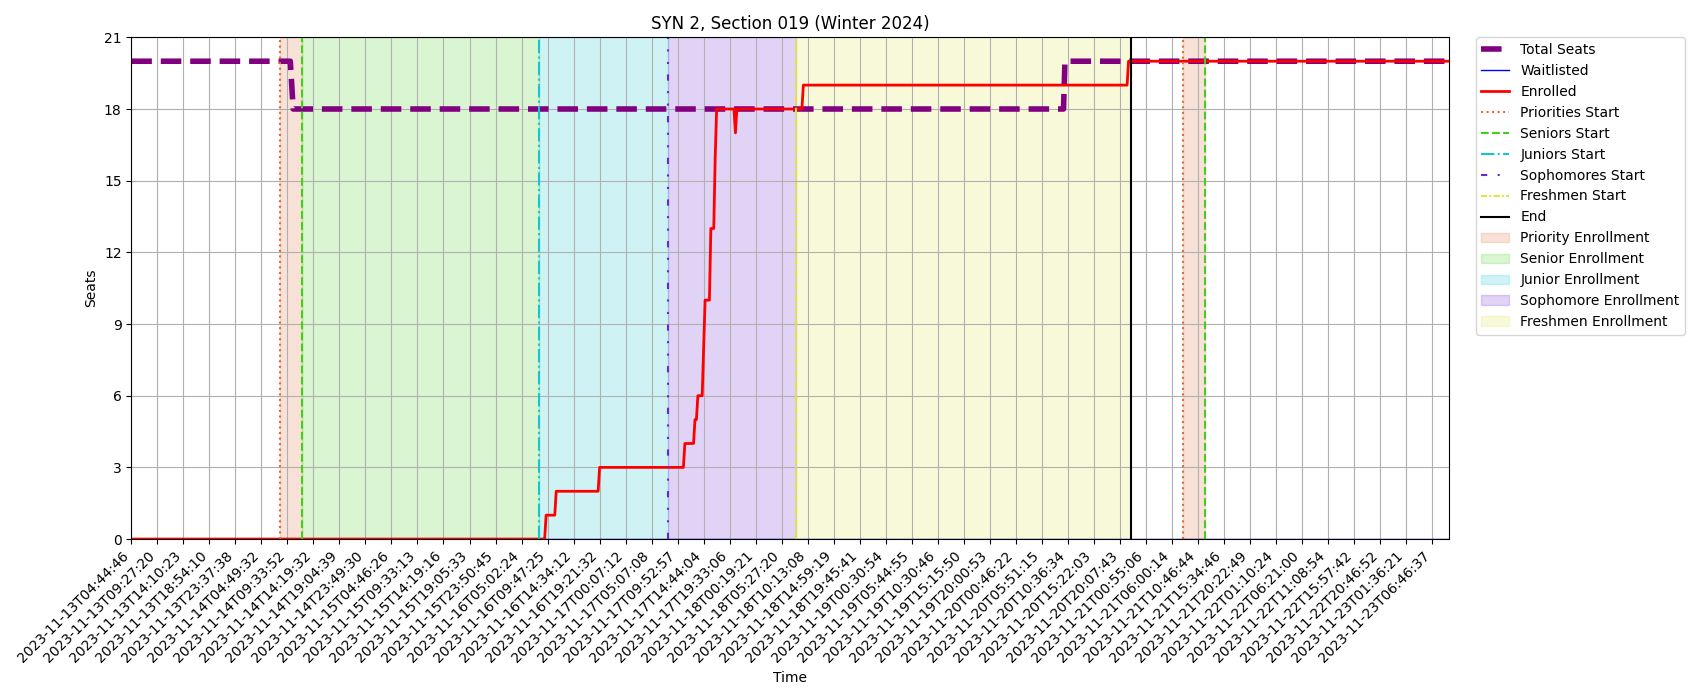 SYN 2, Section 019 (Winter 2024)
21
18
15
12
9
6
3
0
Seats
2023-11-13T04:44:46
2023-11-13T09:27:20
2023-11-13T14:10:23
2023-11-13T18:54:10
2023-11-13T23:37:38
2023-11-14T04:49:32
2023-11-14T09:33:52
2023-11-14T14:19:32
2023-11-14T19:04:39
2023-11-14T23:49:30
2023-11-15T04:46:26
2023-11-15T09:33:13
2023-11-15T14:19:16
2023-11-15T19:05:33
2023-11-15T23:50:45
2023-11-16T05:02:24
2023-11-16T09:47:25
2023-11-16T14:34:12
2023-11-16T19:21:32
2023-11-17T00:07:12
2023-11-17T05:07:08
2023-11-17T09:52:57
2023-11-17T14:44:04
2023-11-17T19:33:06
2023-11-18T00:19:21
2023-11-18T05:27:20
2023-11-18T10:13:08
2023-11-18T14:59:19
2023-11-18T19:45:41
2023-11-19T00:30:54
2023-11-19T05:44:55
2023-11-19T10:30:46
2023-11-19T15:15:50
2023-11-19T20:00:53
2023-11-20T00:46:22
2023-11-20T05:51:15
2023-11-20T10:36:34
2023-11-20T15:22:03
2023-11-20T20:07:43
2023-11-21T00:55:06
2023-11-21T06:00:14
2023-11-21T10:46:44
2023-11-21T15:34:46
2023-11-21T20:22:49
2023-11-22T01:10:24
2023-11-22T06:21:00
2023-11-22T11:08:54
2023-11-22T15:57:42
2023-11-22T20:46:52
2023-11-23T01:36:21
2023-11-23T06:46:37
Time
Total Seats
Waitlisted
Enrolled
Priorities Start
Seniors Start
Juniors Start
Sophomores Start
Freshmen Start
End
Priority Enrollment
Senior Enrollment
Junior Enrollment
Sophomore Enrollment
Freshmen Enrollment